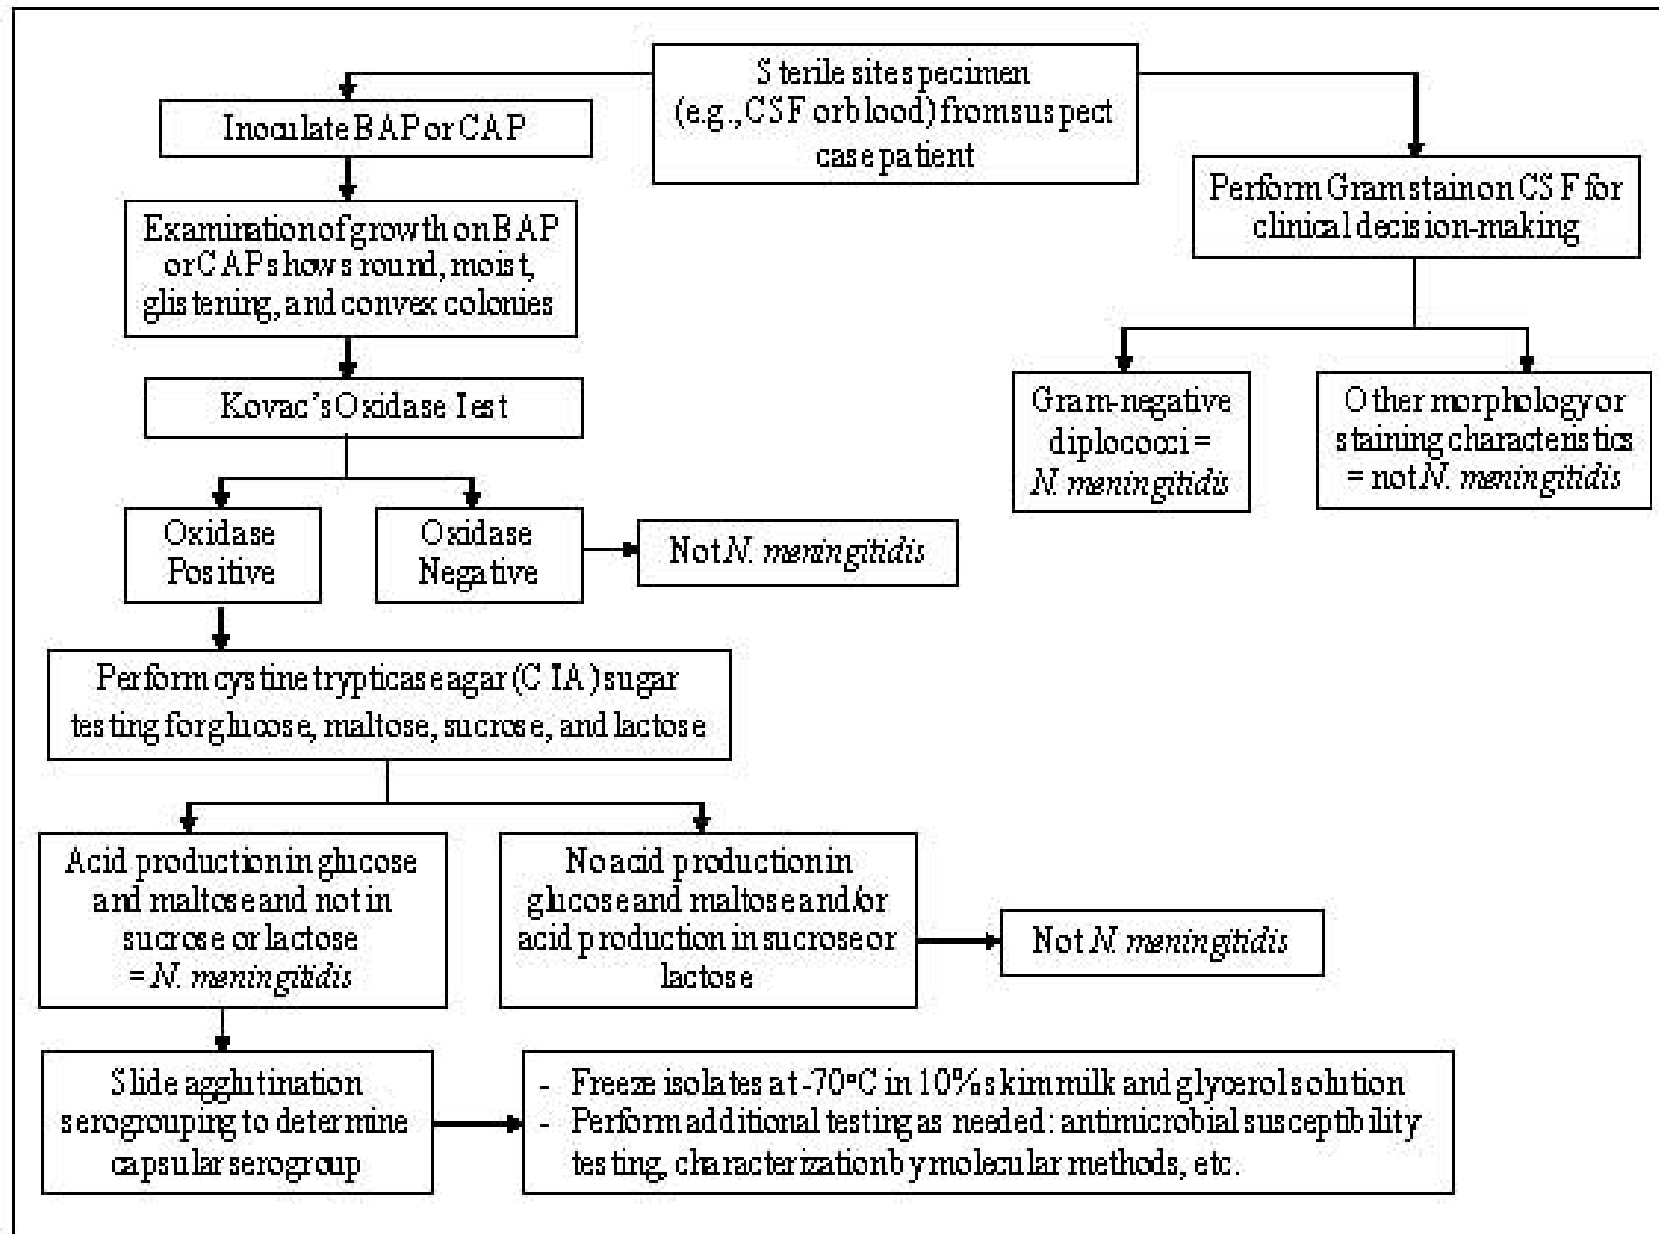 Sterile site specimen
(e.g., CSF or blood) from suspect
case patient
Inoculate BAP or CAP
Perform Gram stain on CSF for
clinical decision-making
Examination of growth on BAP
or CAP shows round, moist,
glistening, and convex colonies
Kovac's Oxidase Test
Gram-negative
diplococci =
N. meningitidis
Other morphology or
staining characteristics
= not N. meningitidis
Oxidase
Positive
Oxidase
Negative
Not N. meningitidis
Perform cystine trypticase agar (CTA) sugar
testing for glucose, maltose, sucrose, and lactose
Acid production in glucose
and maltose and not in
sucrose or lactose
= N. meningitidis
No acid production in
glucose and maltose and/or
acid production in sucrose or
lactose
Not N. meningitidis
Slide agglutination
serogrouping to determine
capsular serogroup
- Freeze isolates at -70°C in 10% skim milk and glycerol solution
- Perform additional testing as needed: antimicrobial susceptibility
testing, characterization by molecular methods, etc.